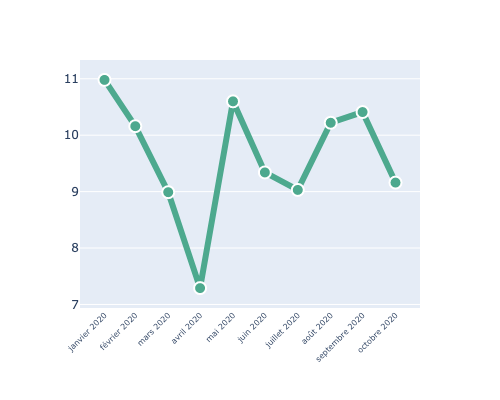 11
10
9
8
7
janvier 2020
février 2020
mars 2020
avril 2020
mai 2020
juin 2020
juillet 2020
août 2020
septembre 2020
octobre 2020